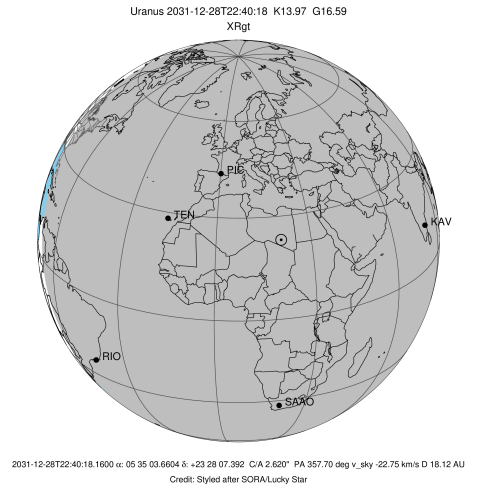 Uranus 2031-12-28T22:40:18 K13.97 G16.59
XRgt
PIC
TEN
KAV
RIO
SAAO
2031-12-28T22:40:18.1600 α: 05 35 03.6604 δ: +23 28 07.392 C/A 2.620" PA 357.70 deg v_sky -22.75 km/s D 18.12 AU
Credit: Styled after SORA/Lucky Star